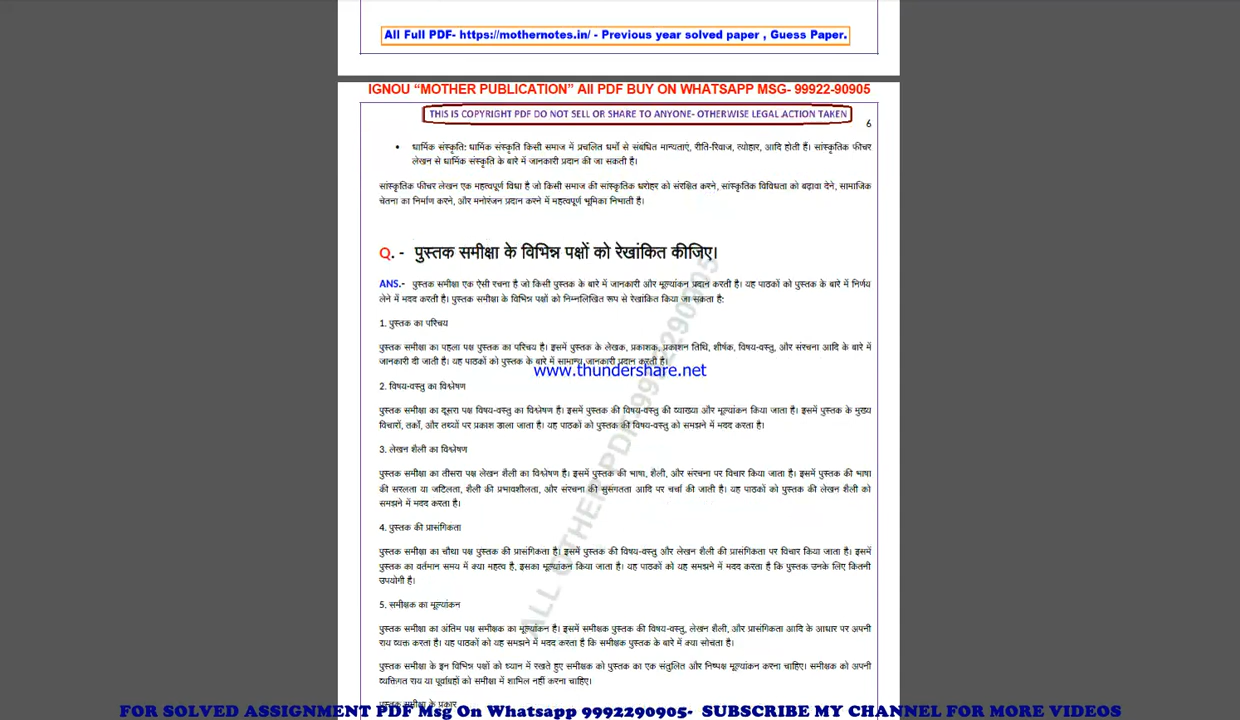 All Full PDF- https://mothernotes.in/ - Previous year solved paper , Guess Paper.
IGNOU “MOTHER PUBLICATION” All PDF BUY ON WHATSAPP MSG- 99922-90905
THIS IS COPYRIGHT PDF DO NOT SELL OR SHARE TO ANYONE- OTHERWISE LEGAL ACTION TAKEN
6
• धार्मिक संस्कृति: धार्मिक संस्कृति किसी समाज में प्रचलित धर्मों से संबंधित मान्यताएं, रीति-रिवाज, त्योहार, आदि होती हैं। सांस्कृतिक फीचर
लेखन से धार्मिक संस्कृति के बारे में जानकारी प्रदान की जा सकती है।
सांस्कृतिक फीचर लेखन एक महत्वपूर्ण विधा है जो किसी समाज की सांस्कृतिक धरोहर को संरक्षित करने, सांस्कृतिक विविधता को बढ़ावा देने, सामाजिक
चेतना का निर्माण करने, और मनोरंजन प्रदान करने में महत्वपूर्ण भूमिका निभाती है।
Q. - पुस्तक समीक्षा के विभिन्न पक्षों को रेखांकित कीजिए।
ANS.- पुस्तक समीक्षा एक ऐसी रचना है जो किसी पुस्तक के बारे में जानकारी और मूल्यांकन प्रदान करती है। यह पाठकों को पुस्तक के बारे में निर्णय
लेने में मदद करती है। पुस्तक समीक्षा के विभिन्न पक्षों को निम्नलिखित रूप से रेखांकित किया जा सकता है:
1. पुस्तक का परिचय
पुस्तक समीक्षा का पहला पक्ष पुस्तक का परिचय है। इसमें पुस्तक के लेखक, प्रकाशक, प्रकाशन तिथि, शीर्षक, विषय-वस्तु, और संरचना आदि के बारे में
जानकारी दी जाती है। यह पाठकों को पुस्तक के बारे में सामान्य जानकारी प्रदान करती है।
www.thundershare.net
2. विषय-वस्तु का विश्लेषण
पुस्तक समीक्षा का दूसरा पक्ष विषय-वस्तु का विश्लेषण है। इसमें पुस्तक की विषय-वस्तु की व्याख्या और मूल्यांकन किया जाता है। इसमें पुस्तक के मुख्य
विचारों, तर्कों, और तथ्यों पर प्रकाश डाला जाता है। यह पाठकों को पुस्तक की विषय-वस्तु को समझने में मदद करता है।
3. लेखन शैली का विश्लेषण
पुस्तक समीक्षा का तीसरा पक्ष लेखन शैली का विश्लेषण है। इसमें पुस्तक की भाषा, शैली, और संरचना पर विचार किया जाता है। इसमें पुस्तक की भाषा
की सरलता या जटिलता, शैली की प्रभावशीलता, और संरचना की सुसंगतता आदि पर चर्चा की जाती है। यह पाठकों को पुस्तक की लेखन शैली को
समझने में मदद करता है।
4. पुस्तक की प्रासंगिकता
पुस्तक समीक्षा का चौथा पक्ष पुस्तक की प्रासंगिकता है। इसमें पुस्तक की विषय-वस्तु और लेखन शैली की प्रासंगिकता पर विचार किया जाता है। इसमें
पुस्तक का वर्तमान समय में क्या महत्व है, इसका मूल्यांकन किया जाता है। यह पाठकों को यह समझने में मदद करता है कि पुस्तक उनके लिए कितनी
उपयोगी है।
5. समीक्षक का मूल्यांकन
पुस्तक समीक्षा का अंतिम पक्ष समीक्षक का मूल्यांकन है। इसमें समीक्षक पुस्तक की विषय-वस्तु, लेखन शैली, और प्रासंगिकता आदि के आधार पर अपनी
राय व्यक्त करता है। यह पाठकों को यह समझने में मदद करता है कि समीक्षक पुस्तक के बारे में क्या सोचता है।
पुस्तक समीक्षा के इन विभिन्न पक्षों को ध्यान में रखते हुए समीक्षक को पुस्तक का एक संतुलित और निष्पक्ष मूल्यांकन करना चाहिए। समीक्षक को अपनी
व्यक्तिगत राय या पूर्वाग्रहों को समीक्षा में शामिल नहीं करना चाहिए।
पुस्तक समीक्षा के प्रकार
ALL OTHER PDF-9992290905
FOR SOLVED ASSIGNMENT PDF Msg On Whatsapp 9992290905- SUBSCRIBE MY CHANNEL FOR MORE VIDEOS